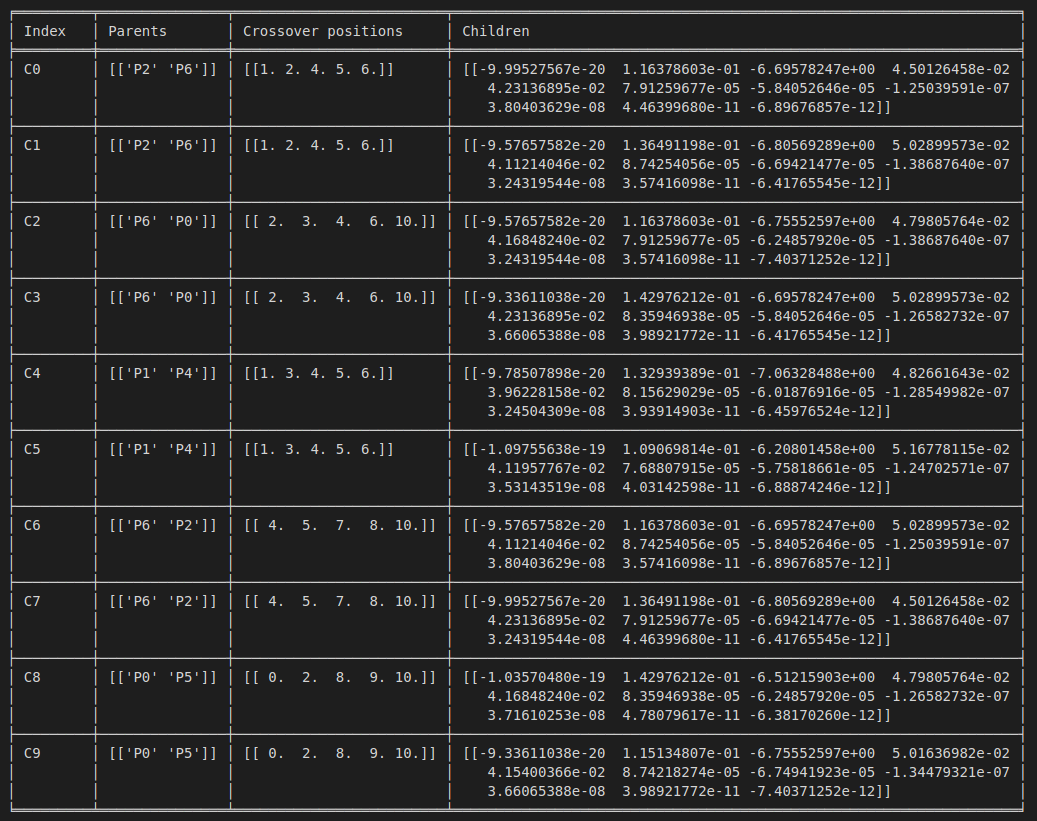 Index Parents Crossover positions Children
C0 [['P2' 'P6']] [[1. 2. 4. 5. 6.]] [[-9.99527567e-20 1.16378603e-01 -6.69578247e+00 4.50126458e-02
4.23136895e-02 7.91259677e-05 -5.84052646e-05 -1.25039591e-07
3.80403629e-08 4.46399680e-11 -6.89676857e-12]]
C1 [['P2' 'P6']] [[1. 2. 4. 5. 6.]] [[-9.57657582e-20 1.36491198e-01 -6.80569289e+00 5.02899573e-02
4.11214046e-02 8.74254056e-05 -6.69421477e-05 -1.38687640e-07
3.24319544e-08 3.57416098e-11 -6.41765545e-12]]
C2 [['P6' 'P0']] [[ 2. 3. 4. 6. 10.]] [[-9.57657582e-20 1.16378603e-01 -6.75552597e+00 4.79805764e-02
4.16848240e-02 7.91259677e-05 -6.24857920e-05 -1.38687640e-07
3.24319544e-08 3.57416098e-11 -7.40371252e-12]]
C3 [['P6' 'P0']] [[ 2. 3. 4. 6. 10.]] [[-9.33611038e-20 1.42976212e-01 -6.69578247e+00 5.02899573e-02
4.23136895e-02 8.35946938e-05 -5.84052646e-05 -1.26582732e-07
3.66065388e-08 3.98921772e-11 -6.41765545e-12]]
C4 [['P1' 'P4']] [[1. 3. 4. 5. 6.]] [[-9.78507898e-20 1.32939389e-01 -7.06328488e+00 4.82661643e-02
3.96228158e-02 8.15629029e-05 -6.01876916e-05 -1.28549982e-07
3.24504309e-08 3.93914903e-11 -6.45976524e-12]]
C5 [['P1' 'P4']] [[1. 3. 4. 5. 6.]] [[-1.09755638e-19 1.09069814e-01 -6.20801458e+00 5.16778115e-02
4.11957767e-02 7.68807915e-05 -5.75818661e-05 -1.24702571e-07
3.53143519e-08 4.03142598e-11 -6.88874246e-12]]
C6 [['P6' 'P2']] [[ 4. 5. 7. 8. 10.]] [[-9.57657582e-20 1.16378603e-01 -6.69578247e+00 5.02899573e-02
4.11214046e-02 8.74254056e-05 -5.84052646e-05 -1.25039591e-07
3.80403629e-08 3.57416098e-11 -6.89676857e-12]]
C7 [['P6' 'P2']] [[ 4. 5. 7. 8. 10.]] [[-9.99527567e-20 1.36491198e-01 -6.80569289e+00 4.50126458e-02
4.23136895e-02 7.91259677e-05 -6.69421477e-05 -1.38687640e-07
3.24319544e-08 4.46399680e-11 -6.41765545e-12]]
C8 [['P0' 'P5']] [[ 0. 2. 8. 9. 10.]] [[-1.03570480e-19 1.42976212e-01 -6.51215903e+00 4.79805764e-02
4.16848240e-02 8.35946938e-05 -6.24857920e-05 -1.26582732e-07
3.71610253e-08 4.78079617e-11 -6.38170260e-12]]
C9 [['P0' 'P5']] [[ 0. 2. 8. 9. 10.]] [[-9.33611038e-20 1.15134807e-01 -6.75552597e+00 5.01636982e-02
4.15400366e-02 8.74218274e-05 -6.74941923e-05 -1.34479321e-07
3.66065388e-08 3.98921772e-11 -7.40371252e-12]]